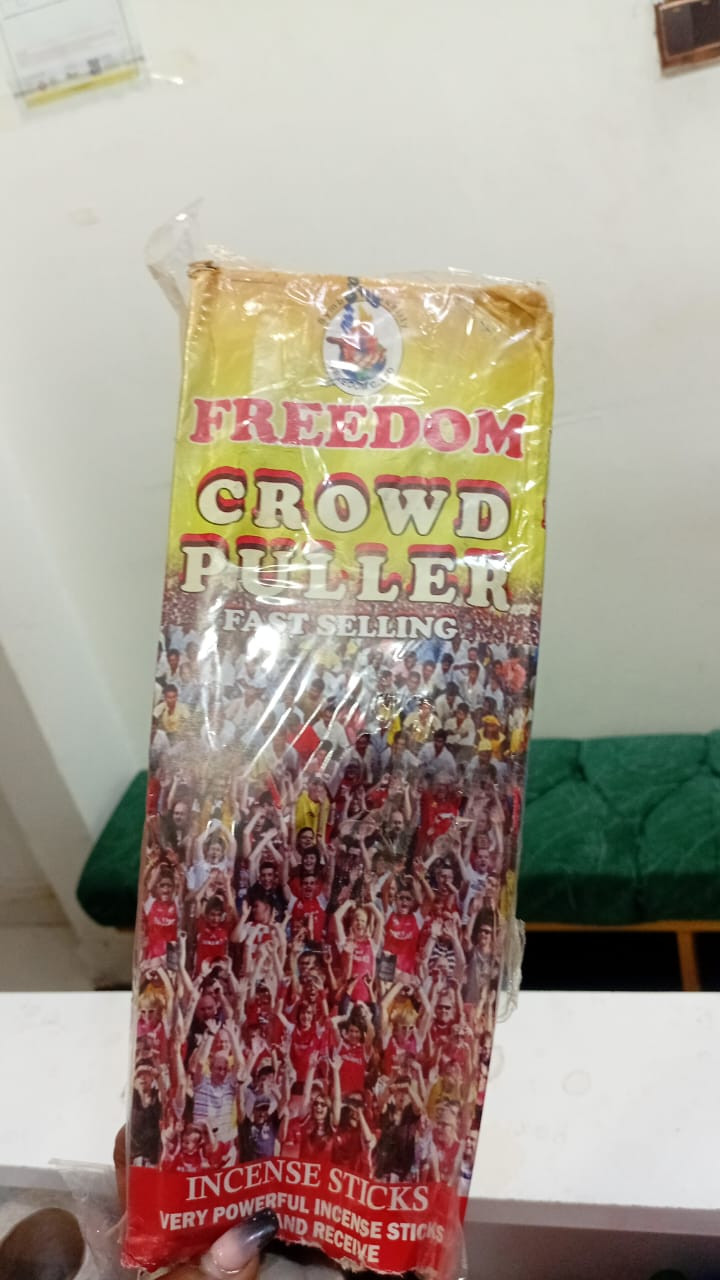 FREEDOM
CROWD
PULLER
FAST SELLING
INCENSE STICKS
VERY POWERFUL INCENSE STICKS
AND RECEIVE